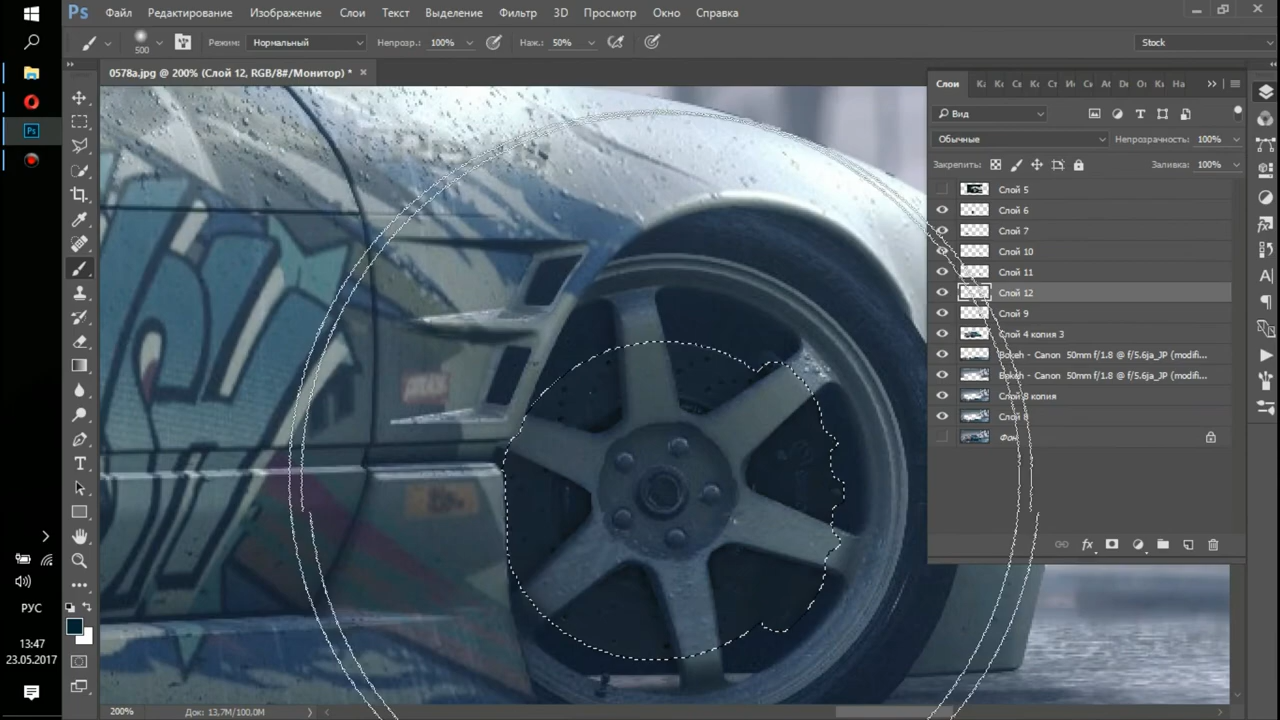 Ps Файл Редактирование Изображение Слои Текст Выделение Фильтр 3D Просмотр Окно Справка
500 Режим: Нормальный Непрозр.: 100% Наж.: 50% Stock
0578a.jpg @ 200% (Слой 12, RGB/8#/Монитор) *
Слои
Вид
Обычные Непрозрачность: 100%
Закрепить: Заливка: 100%
Слой 5
Слой 6
Слой 7
Слой 10
Слой 11
Слой 12
Слой 9
Слой 4 копия 3
Bokeh - Canon 50mm f/1.8 @ f/5.6ja_JP (modifi...
Bokeh - Canon 50mm f/1.8 @ f/5.6ja_JP (modifi...
Слой 8 копия
Слой 8
Фон
fx
РУС
13:47
23.05.2017
200% Док: 13,7M/100,0M